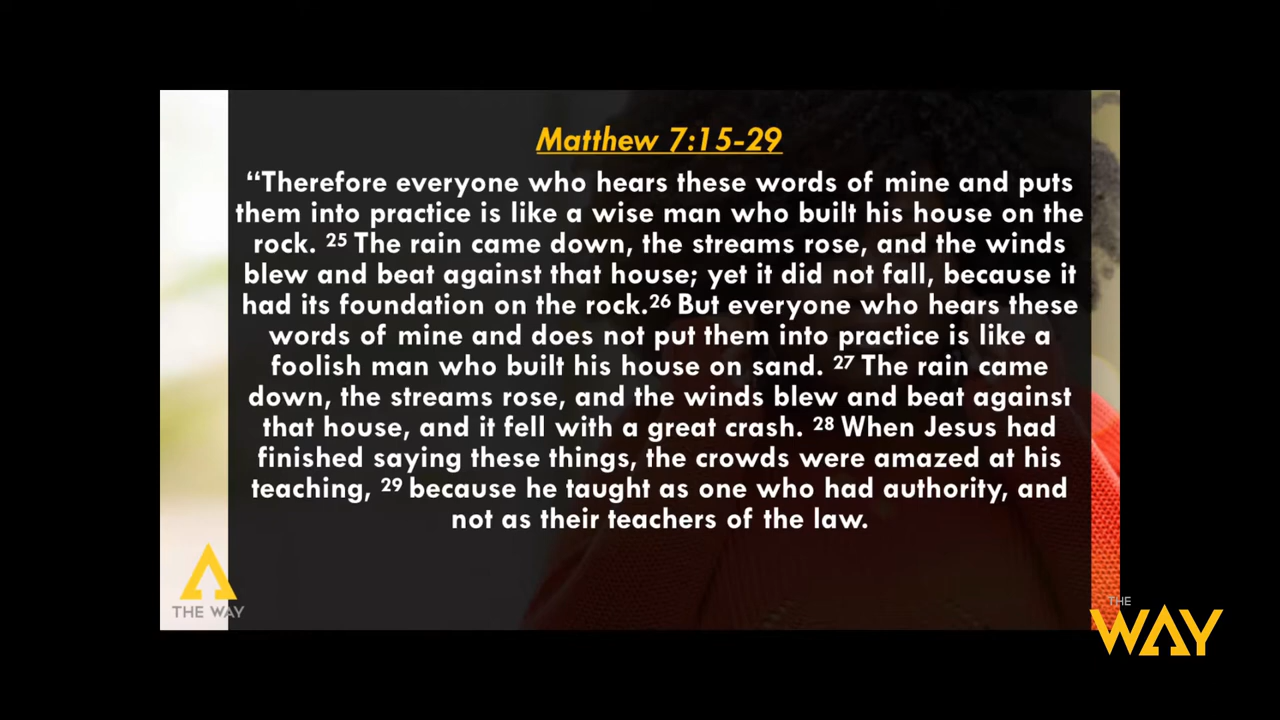 Matthew 7:15-29
“Therefore everyone who hears these words of mine and puts
them into practice is like a wise man who built his house on the
rock. 25 The rain came down, the streams rose, and the winds
blew and beat against that house; yet it did not fall, because it
had its foundation on the rock.26 But everyone who hears these
words of mine and does not put them into practice is like a
foolish man who built his house on sand. 27 The rain came
down, the streams rose, and the winds blew and beat against
that house, and it fell with a great crash. 28 When Jesus had
finished saying these things, the crowds were amazed at his
teaching, 29 because he taught as one who had authority, and
not as their teachers of the law.
THE WAY
THE
WAY